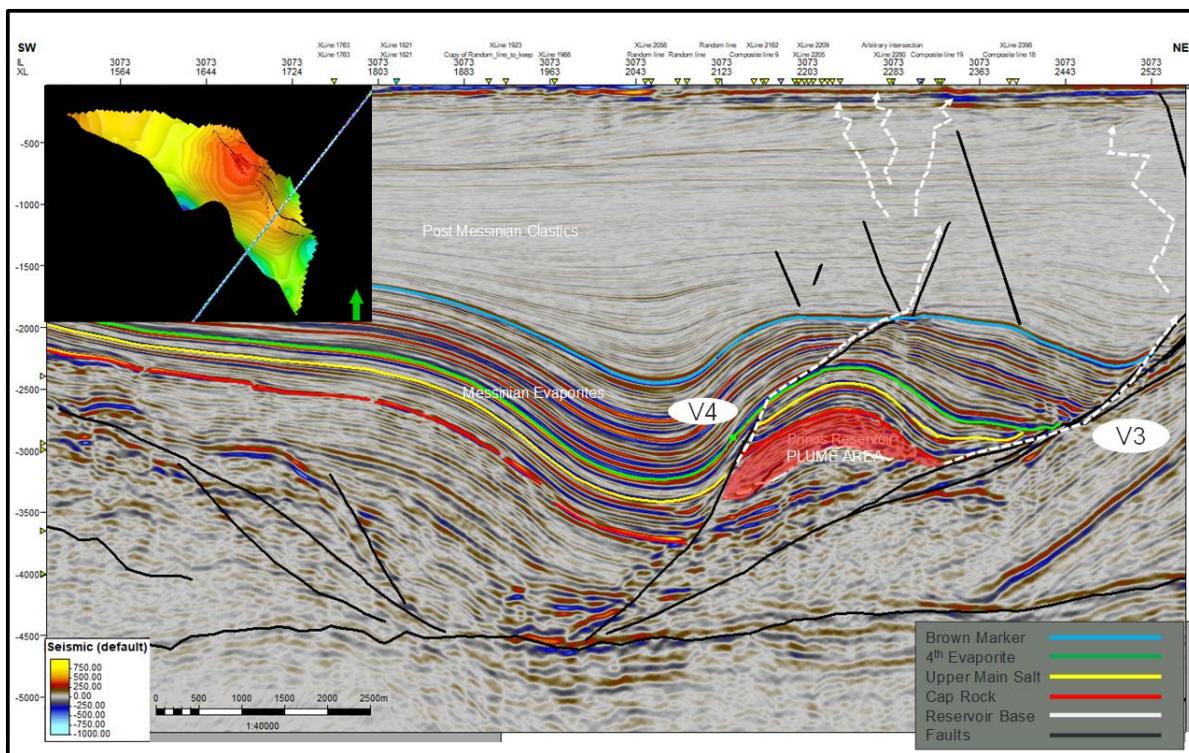 XLine 1763 XLine 1821 XLine 1923 XLine 2058 Random line XLine 2162 XLine 2209 Arbitrary intersection XLine 2398
XLine 1763 XLine 1821 Copy of Random_line_to_keep XLine 1968 Random line Random line Composite line 9 XLine 2205 XLine 2280 Composite line 19 Composite line 18
SW NE
IL 3073 3073 3073 3073 3073 3073 3073 3073 3073 3073 3073 3073 3073
XL 1564 1644 1724 1803 1883 1963 2043 2123 2203 2283 2363 2443 2523
-500
-1000
Post Messinian Clastics
-1500
-2000
-2500
Messinian Evaporites
V4
V3
Prinos Reservoir
PLUME AREA
-3000
-3500
-4000
-4500
-5000
Seismic (default)
750.00
500.00
250.00
0.00
-250.00
-500.00
-750.00
-1000.00
0 500 1000 1500 2000 2500m
1:40000
Brown Marker
4th Evaporite
Upper Main Salt
Cap Rock
Reservoir Base
Faults